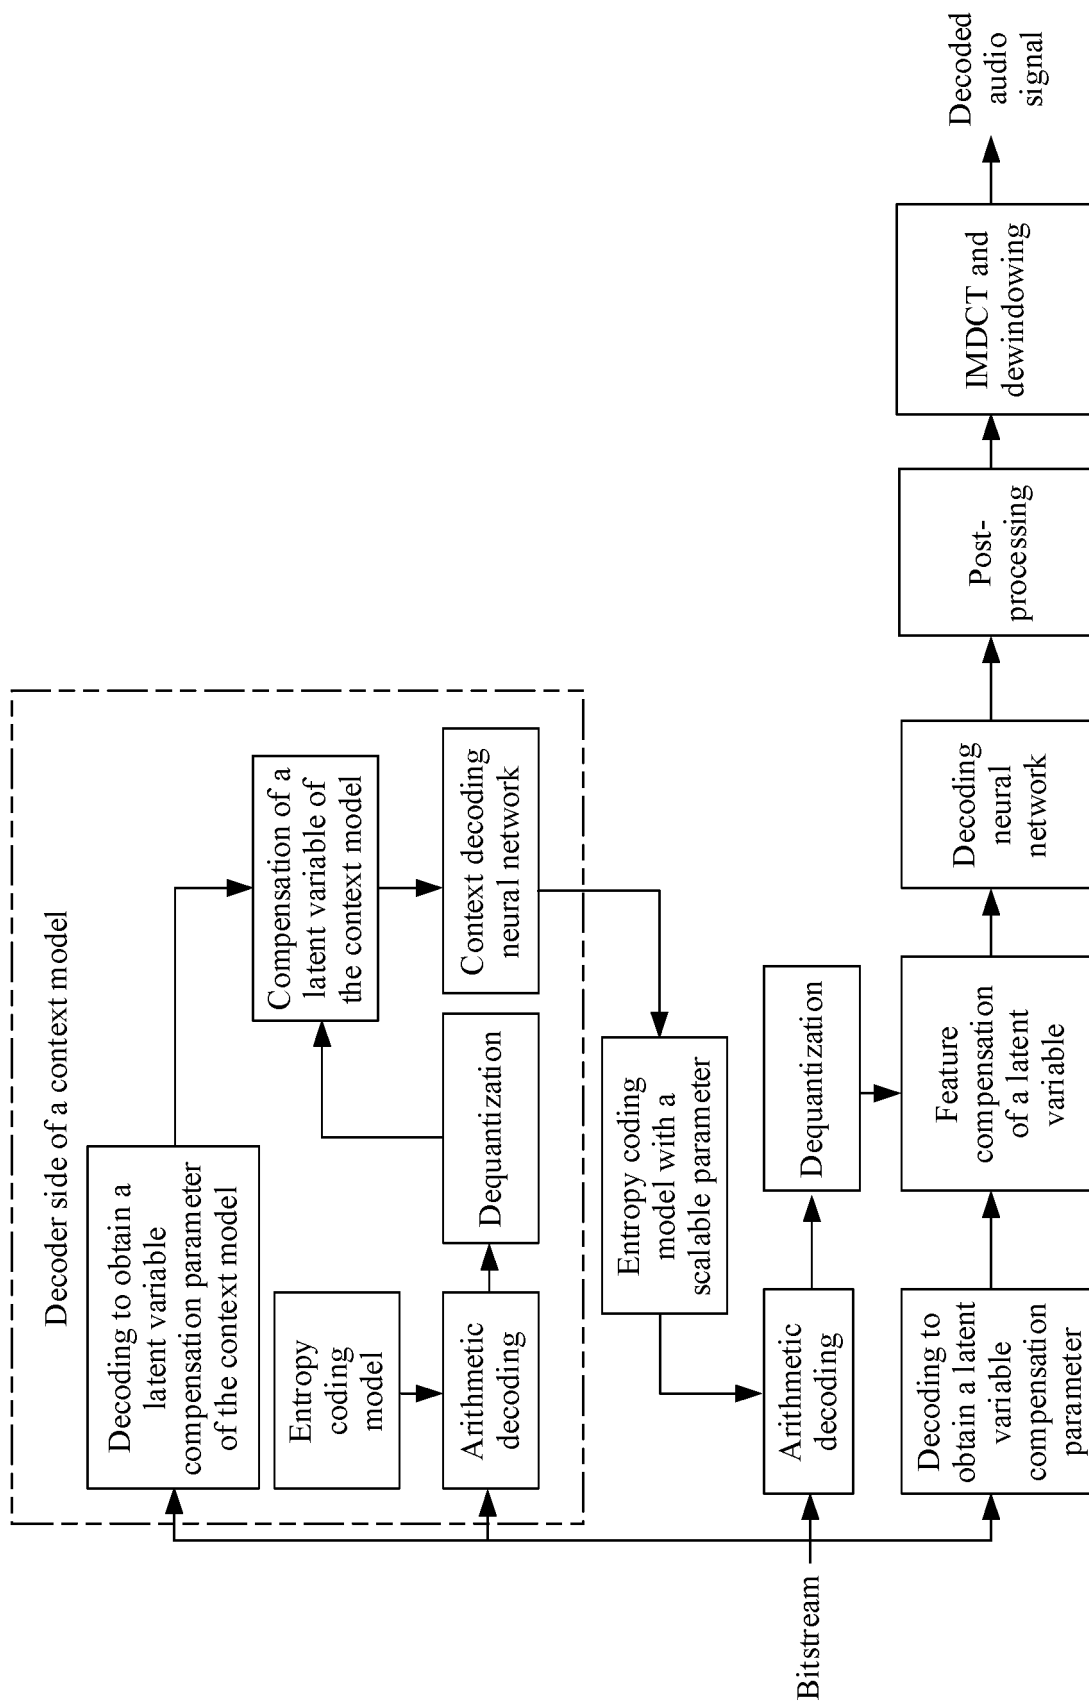 Decoder side of a context model
Decoding to obtain a
latent variable
compensation parameter
of the context model
Compensation of a
latent variable of
the context model
Entropy
coding
model
Arithmetic
decoding
Dequantization
Context decoding
neural network
Entropy coding
model with a
scalable parameter
Bitstream
Arithmetic
decoding
Dequantization
Decoding to
obtain a latent
variable
compensation
parameter
Feature
compensation
of a latent
variable
Decoding
neural
network
Post-
processing
IMDCT and
dewindowing
Decoded
audio
signal